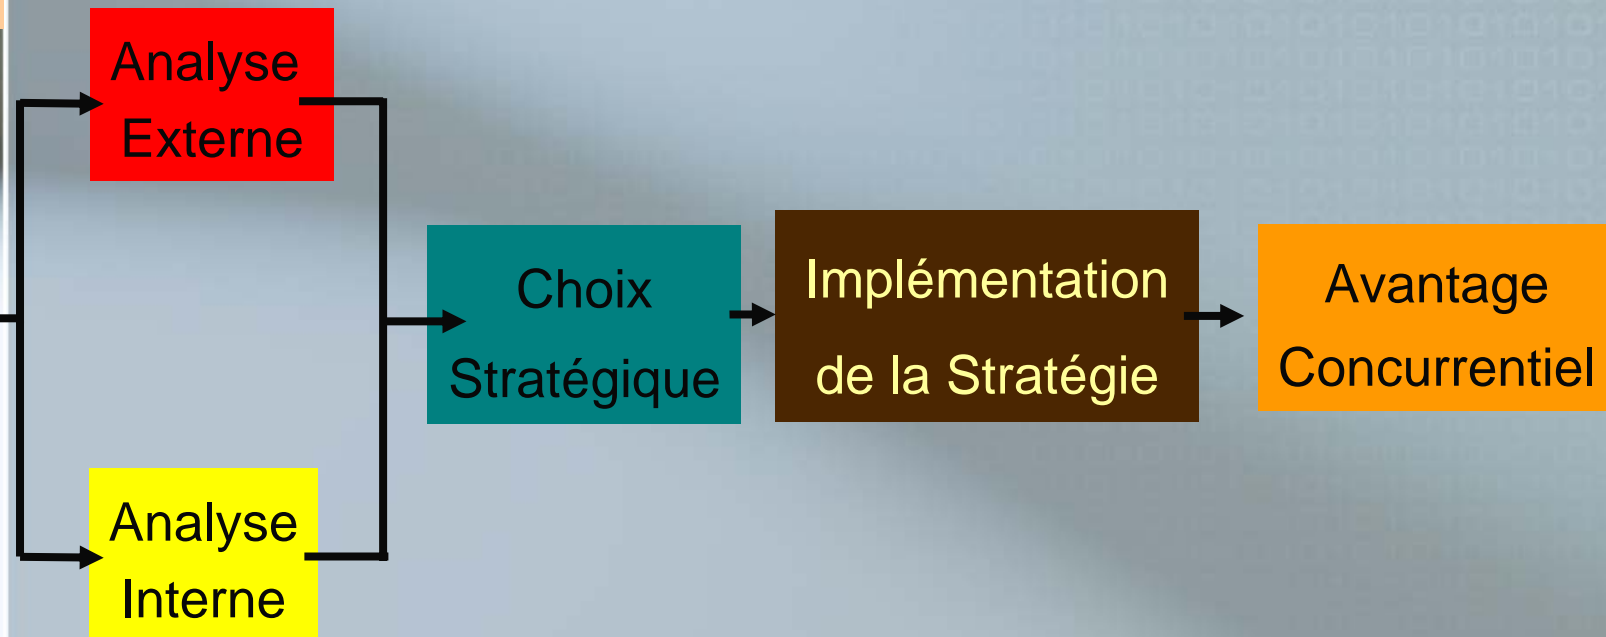 Analyse
Externe
Choix
Stratégique
Implémentation
de la Stratégie
Avantage
Concurrentiel
Analyse
Interne